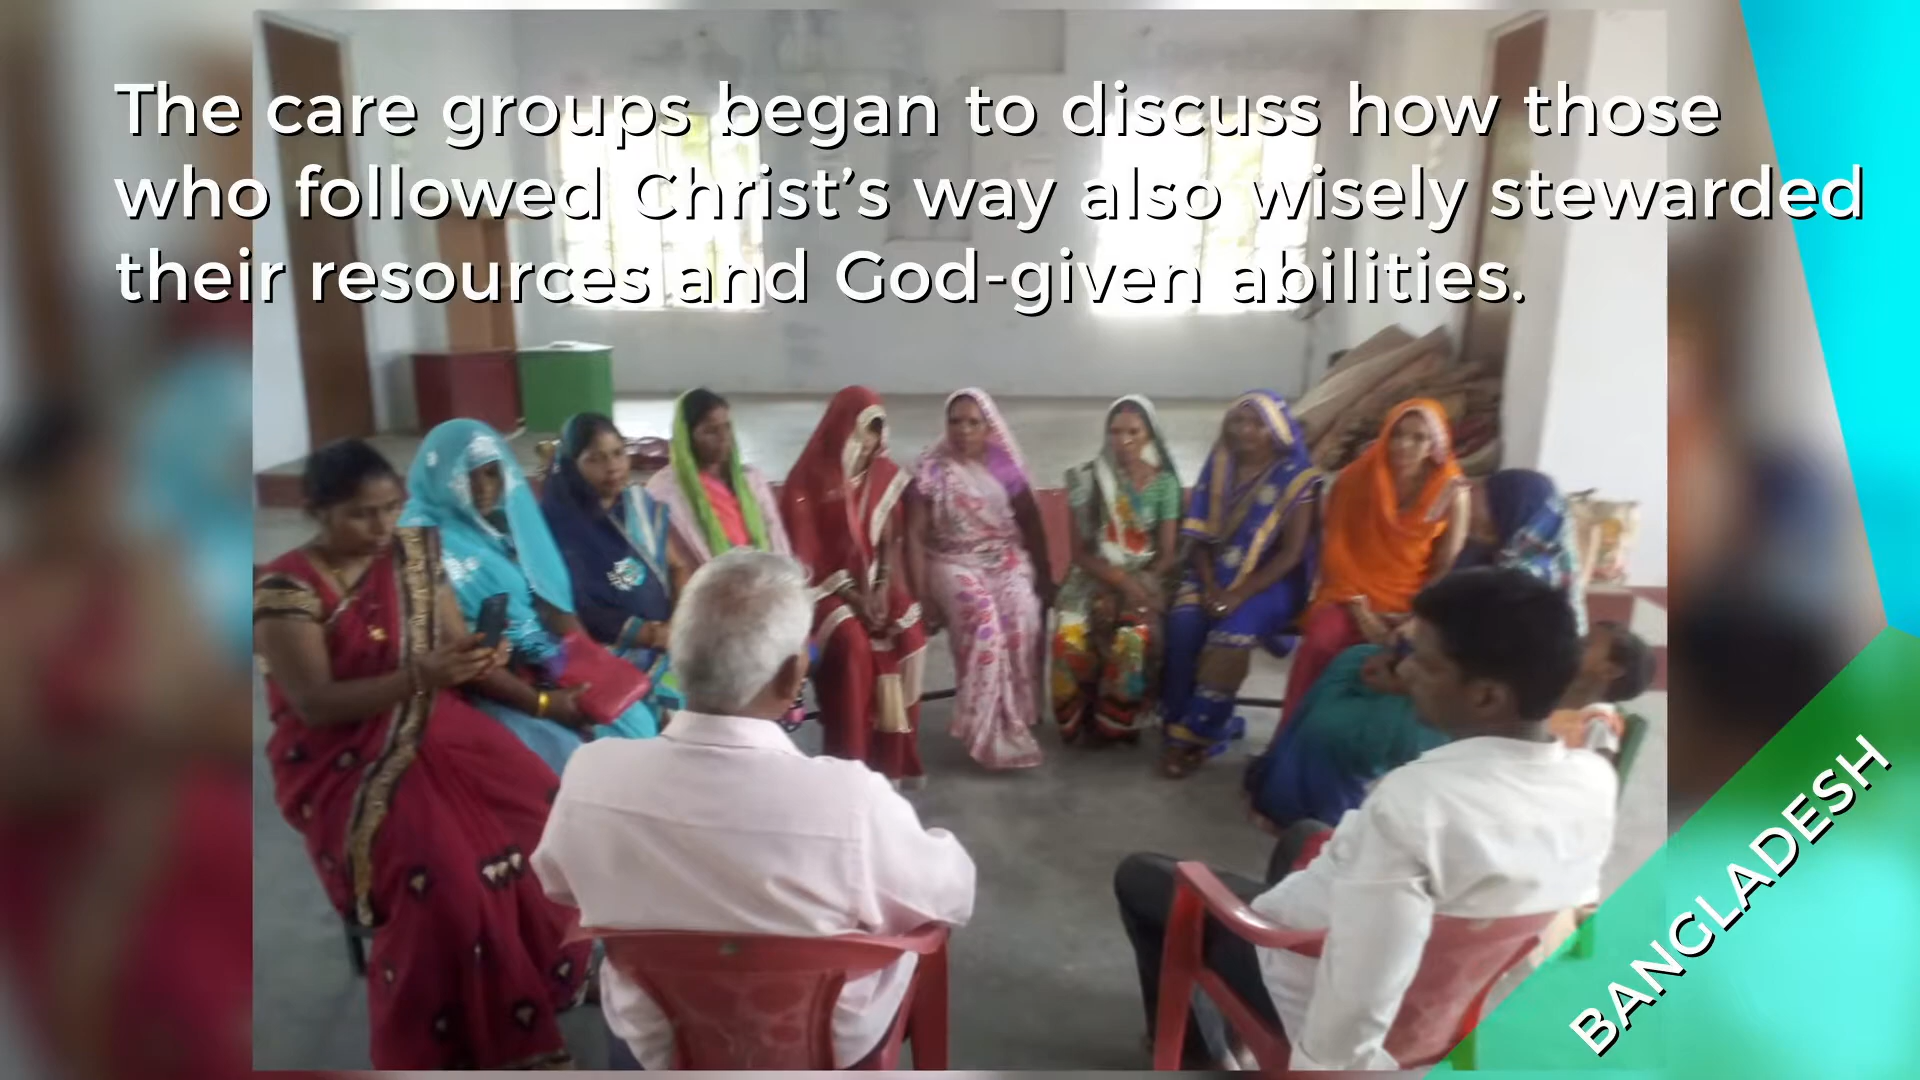 The care groups began to discuss how those
who followed Christ’s way also wisely stewarded
their resources and God-given abilities.
BANGLADESH